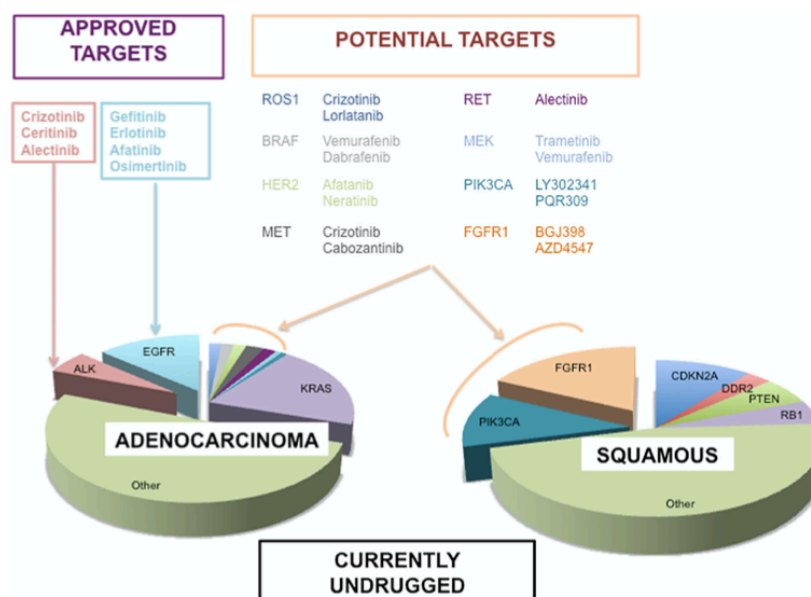 APPROVED
TARGETS
POTENTIAL TARGETS
Crizotinib
Ceritinib
Alectinib
Gefitinib
Erlotinib
Afatinib
Osimertinib
ROS1 Crizotinib
Lorlatanib
BRAF Vemurafenib
Dabrafenib
HER2 Afatanib
Neratinib
MET Crizotinib
Cabozantinib
RET Alectinib
MEK Trametinib
Vemurafenib
PIK3CA LY302341
PQR309
FGFR1 BGJ398
AZD4547
ALK
EGFR
KRAS
ADENOCARCINOMA
Other
FGFR1
PIK3CA
CDKN2A
DDR2
PTEN
RB1
SQUAMOUS
Other
CURRENTLY
UNDRUGGED